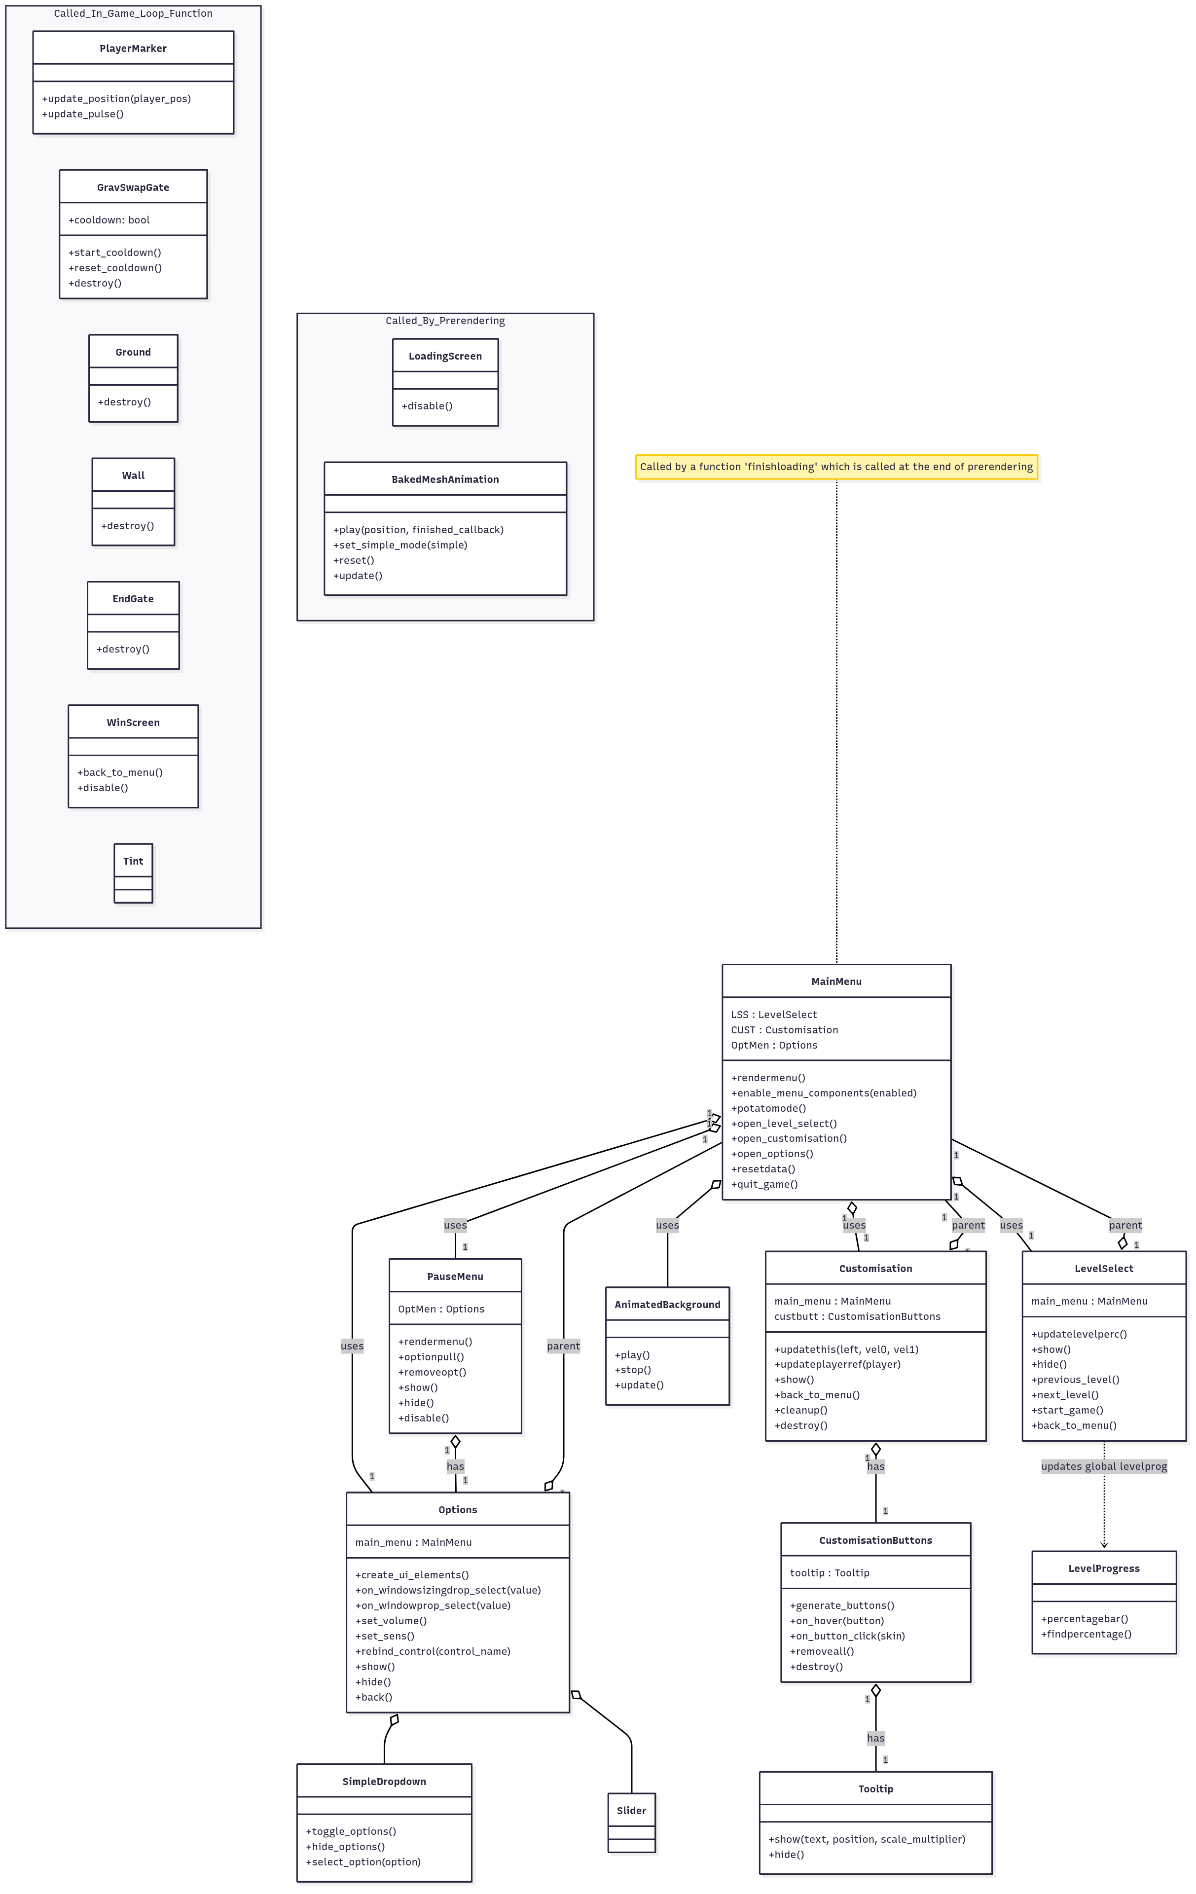 Called_In_Game_Loop_Function
PlayerMarker
+update_position(player_pos)
+update_pulse()
GravSwapGate
+cooldown: bool
+start_cooldown()
+reset_cooldown()
+destroy()
Ground
+destroy()
Wall
+destroy()
EndGate
+destroy()
WinScreen
+back_to_menu()
+disable()
Tint
Called_By_Prerendering
LoadingScreen
+disable()
BakedMeshAnimation
+play(position, finished_callback)
+set_simple_mode(simple)
+reset()
+update()
Called by a function 'finishloading' which is called at the end of prerendering
MainMenu
LSS : LevelSelect
CUST : Customisation
OptMen : Options
+rendermenu()
+enable_menu_components(enabled)
+potatomode()
+open_level_select()
+open_customisation()
+open_options()
+resetdata()
+quit_game()
1
1
1
1
1
1
1
uses
uses
uses
parent
uses
parent
1
1
1
1
PauseMenu
OptMen : Options
+rendermenu()
+optionpull()
+removeopt()
+show()
+hide()
+disable()
uses
parent
AnimatedBackground
+play()
+stop()
+update()
Customisation
main_menu : MainMenu
custbutt : CustomisationButtons
+updatethis(left, vel0, vel1)
+updateplayerref(player)
+show()
+back_to_menu()
+cleanup()
+destroy()
LevelSelect
main_menu : MainMenu
+updatelevelperc()
+show()
+hide()
+previous_level()
+next_level()
+start_game()
+back_to_menu()
1
has
1
1
1
has
1
updates global levelprog
Options
main_menu : MainMenu
+create_ui_elements()
+on_windowsizingdrop_select(value)
+on_windowprop_select(value)
+set_volume()
+set_sens()
+rebind_control(control_name)
+show()
+hide()
+back()
CustomisationButtons
tooltip : Tooltip
+generate_buttons()
+on_hover(button)
+on_button_click(skin)
+removeall()
+destroy()
LevelProgress
+percentagebar()
+findpercentage()
1
has
1
SimpleDropdown
+toggle_options()
+hide_options()
+select_option(option)
Slider
Tooltip
+show(text, position, scale_multiplier)
+hide()